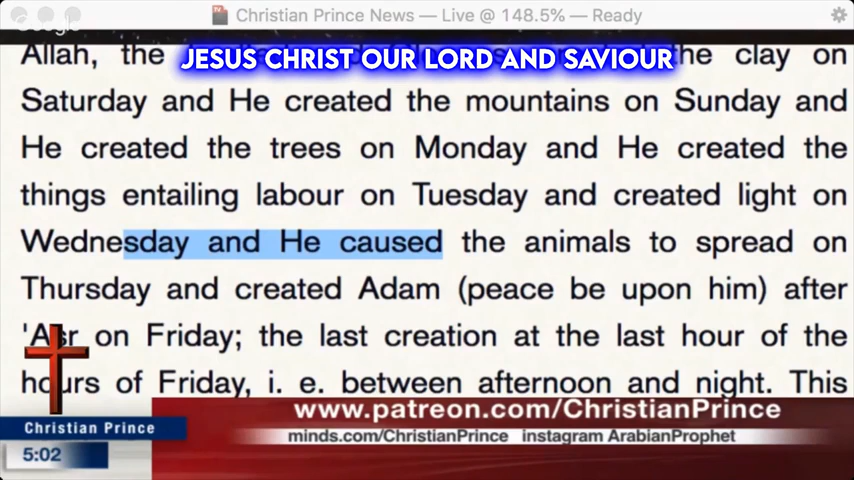 Christian Prince News — Live @ 148.5% — Ready
Google
JESUS CHRIST OUR LORD AND SAVIOUR
Allah, the the clay on
Saturday and He created the mountains on Sunday and
He created the trees on Monday and He created the
things entailing labour on Tuesday and created light on
Wednesday and He caused the animals to spread on
Thursday and created Adam (peace be upon him) after
'Asr on Friday; the last creation at the last hour of the
hours of Friday, i. e. between afternoon and night. This
www.patreon.com/ChristianPrince
Christian Prince
minds.com/ChristianPrince instagram ArabianProphet
5:02